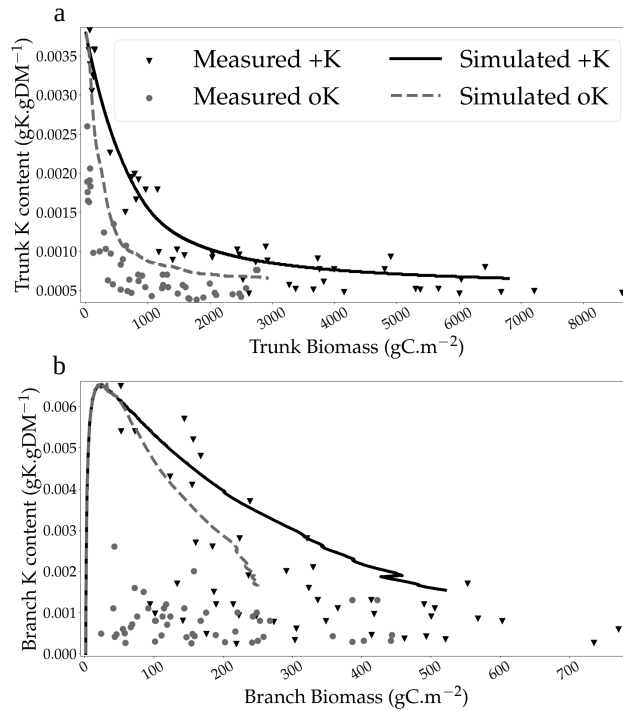 a
Measured +K
Simulated +K
Measured oK
Simulated oK
Trunk K content (gK.gDM−1)
0.0035
0.0030
0.0025
0.0020
0.0015
0.0010
0.0005
0 1000 2000 3000 4000 5000 6000 7000 8000
Trunk Biomass (gC.m−2)
b
Branch K content (gK.gDM−1)
0.006
0.005
0.004
0.003
0.002
0.001
0.000
0 100 200 300 400 500 600 700
Branch Biomass (gC.m−2)